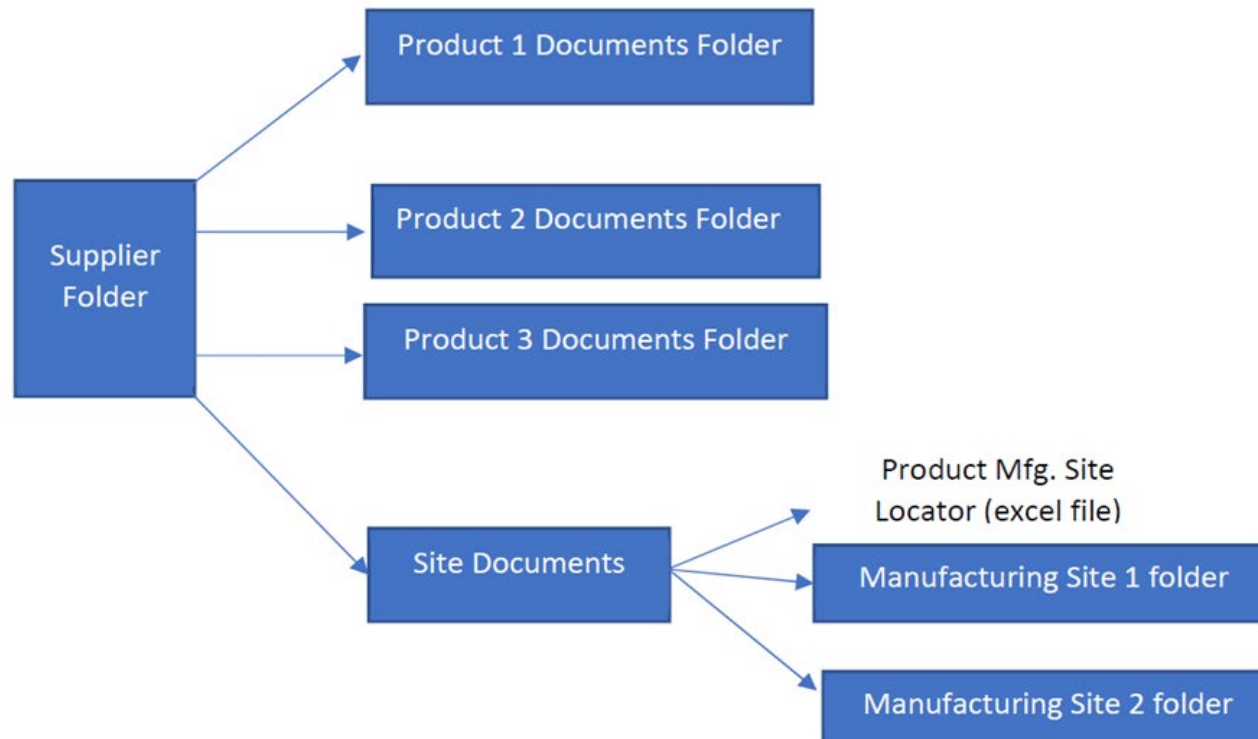 Product 1 Documents Folder
Product 2 Documents Folder
Supplier
Folder
Product 3 Documents Folder
Product Mfg. Site
Locator (excel file)
Site Documents
Manufacturing Site 1 folder
Manufacturing Site 2 folder